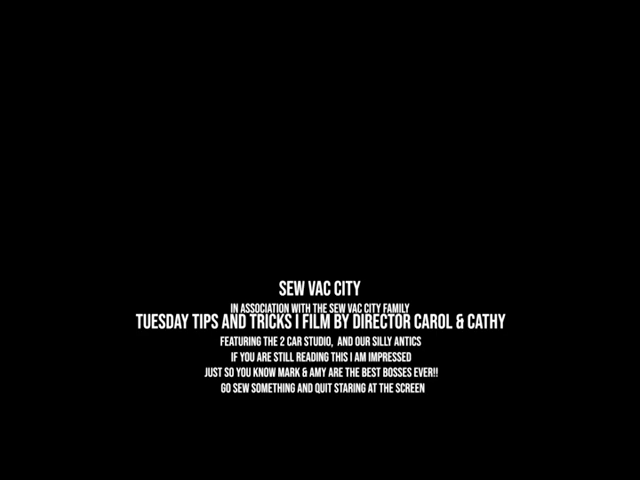 SEW VAC CITY
IN ASSOCIATION WITH THE SEW VAC CITY FAMILY
TUESDAY TIPS AND TRICKS I FILM BY DIRECTOR CAROL & CATHY
FEATURING THE 2 CAR STUDIO, AND OUR SILLY ANTICS
IF YOU ARE STILL READING THIS I AM IMPRESSED
JUST SO YOU KNOW MARK & AMY ARE THE BEST BOSSES EVER!!
GO SEW SOMETHING AND QUIT STARING AT THE SCREEN